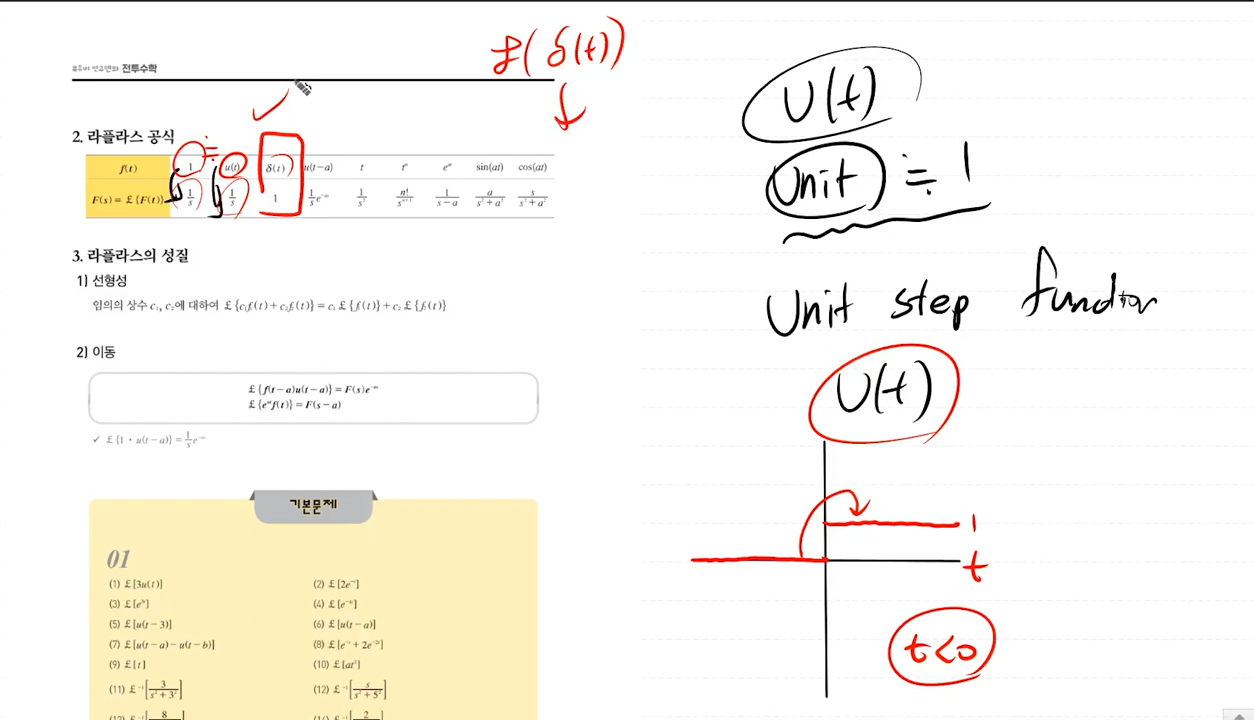 전투수학
£(δ(t))
2. 라플라스 공식
f(t) 1 u(t) δ(t) u(t−a) t tⁿ eᵃᵗ sin(at) cos(at)
F(s) = £{F(t)} 1/s 1/s 1 1/s e⁻ᵃˢ 1/s² n!/sⁿ⁺¹ 1/(s−a) a/(s²+a²) s/(s²+a²)
3. 라플라스의 성질
1) 선형성
임의의 상수 c₁, c₂에 대하여 £{c₁f₁(t)+c₂f₂(t)} = c₁£{f₁(t)}+c₂£{f₂(t)}
2) 이동
£{f(t−a)u(t−a)} = F(s)e⁻ᵃˢ
£{eᵃᵗf(t)} = F(s−a)
✓ £{1・u(t−a)} = 1/s e⁻ᵃˢ
기본문제
01
(1) £[3u(t)] (2) £[2e⁻ᵗ]
(3) £[e³ᵗ] (4) £[e⁻⁴ᵗ]
(5) £[u(t−3)] (6) £[u(t−a)]
(7) £[u(t−a)−u(t−b)] (8) £[e⁻ᵗ+2e⁻²ᵗ]
(9) £[t] (10) £[at²]
(11) £⁻¹[3/(s²+3²)] (12) £⁻¹[s/(s²+5²)]
8 2
U(t)
Unit ≒ 1
Unit step function
U(t)
1
t
t<0